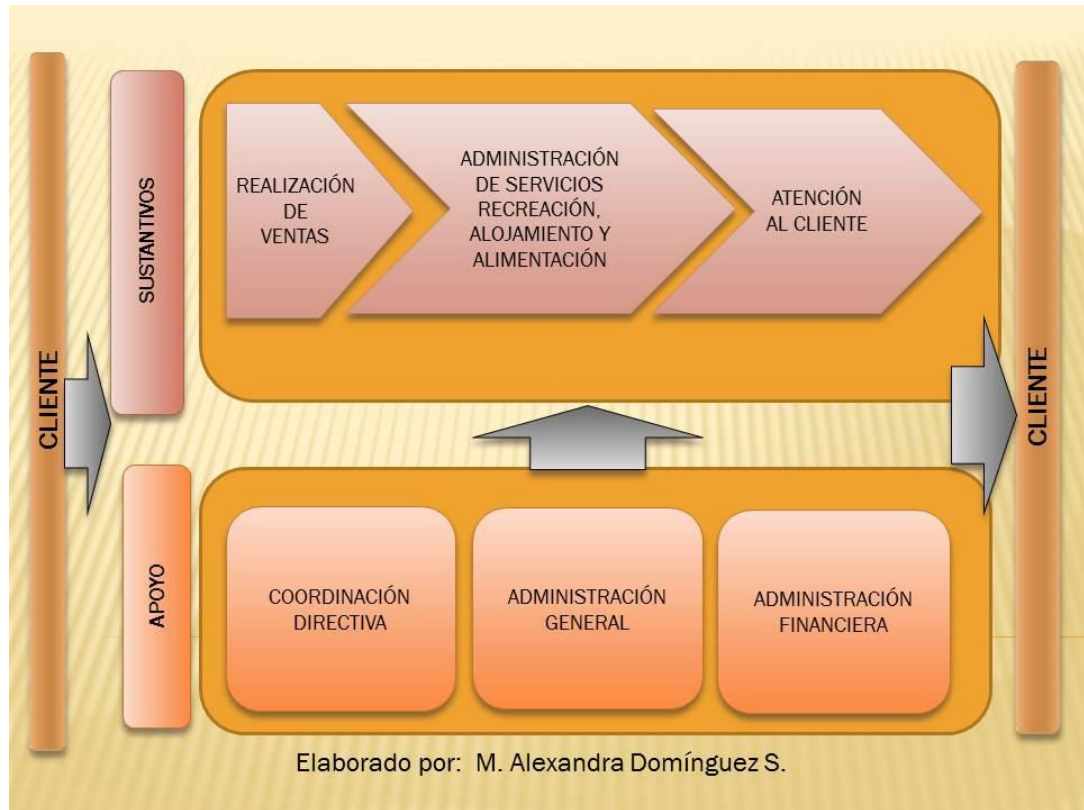 CLIENTE
SUSTANTIVOS
REALIZACIÓN
DE
VENTAS
ADMINISTRACIÓN
DE SERVICIOS
RECREACIÓN,
ALOJAMIENTO Y
ALIMENTACIÓN
ATENCIÓN
AL CLIENTE
CLIENTE
APOYO
COORDINACIÓN
DIRECTIVA
ADMINISTRACIÓN
GENERAL
ADMINISTRACIÓN
FINANCIERA
Elaborado por: M. Alexandra Domínguez S.